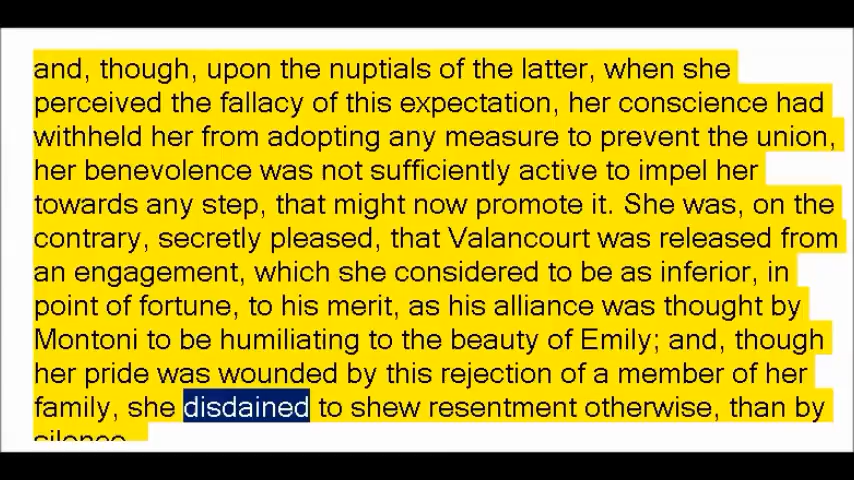 and, though, upon the nuptials of the latter, when she
perceived the fallacy of this expectation, her conscience had
withheld her from adopting any measure to prevent the union,
her benevolence was not sufficiently active to impel her
towards any step, that might now promote it. She was, on the
contrary, secretly pleased, that Valancourt was released from
an engagement, which she considered to be as inferior, in
point of fortune, to his merit, as his alliance was thought by
Montoni to be humiliating to the beauty of Emily; and, though
her pride was wounded by this rejection of a member of her
family, she disdained to shew resentment otherwise, than by
silence.